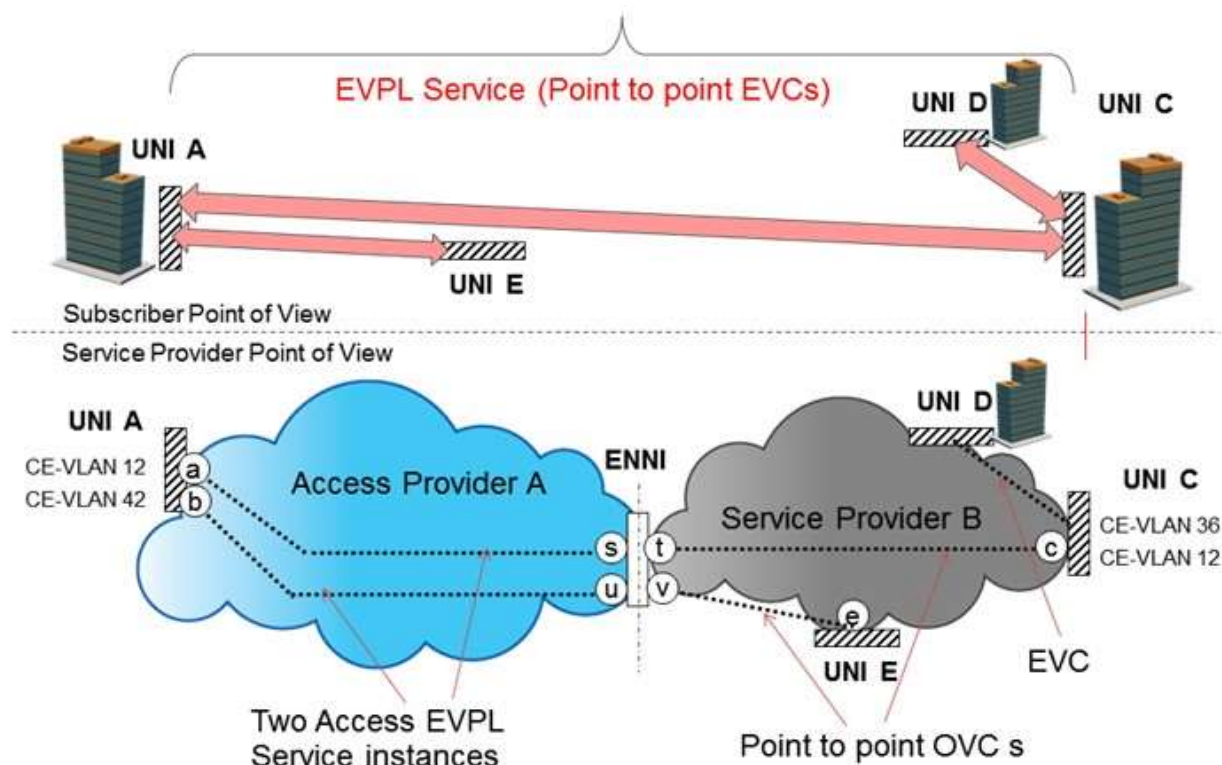 EVPL Service (Point to point EVCs)
UNI D
UNI C
UNI A
UNI E
Subscriber Point of View
Service Provider Point of View
UNI D
UNI A
ENNI
UNI C
CE-VLAN 12
CE-VLAN 42
a
b
Access Provider A
Service Provider B
CE-VLAN 36
CE-VLAN 12
s
t
c
u
v
e
UNI E
EVC
Two Access EVPL
Service instances
Point to point OVC s